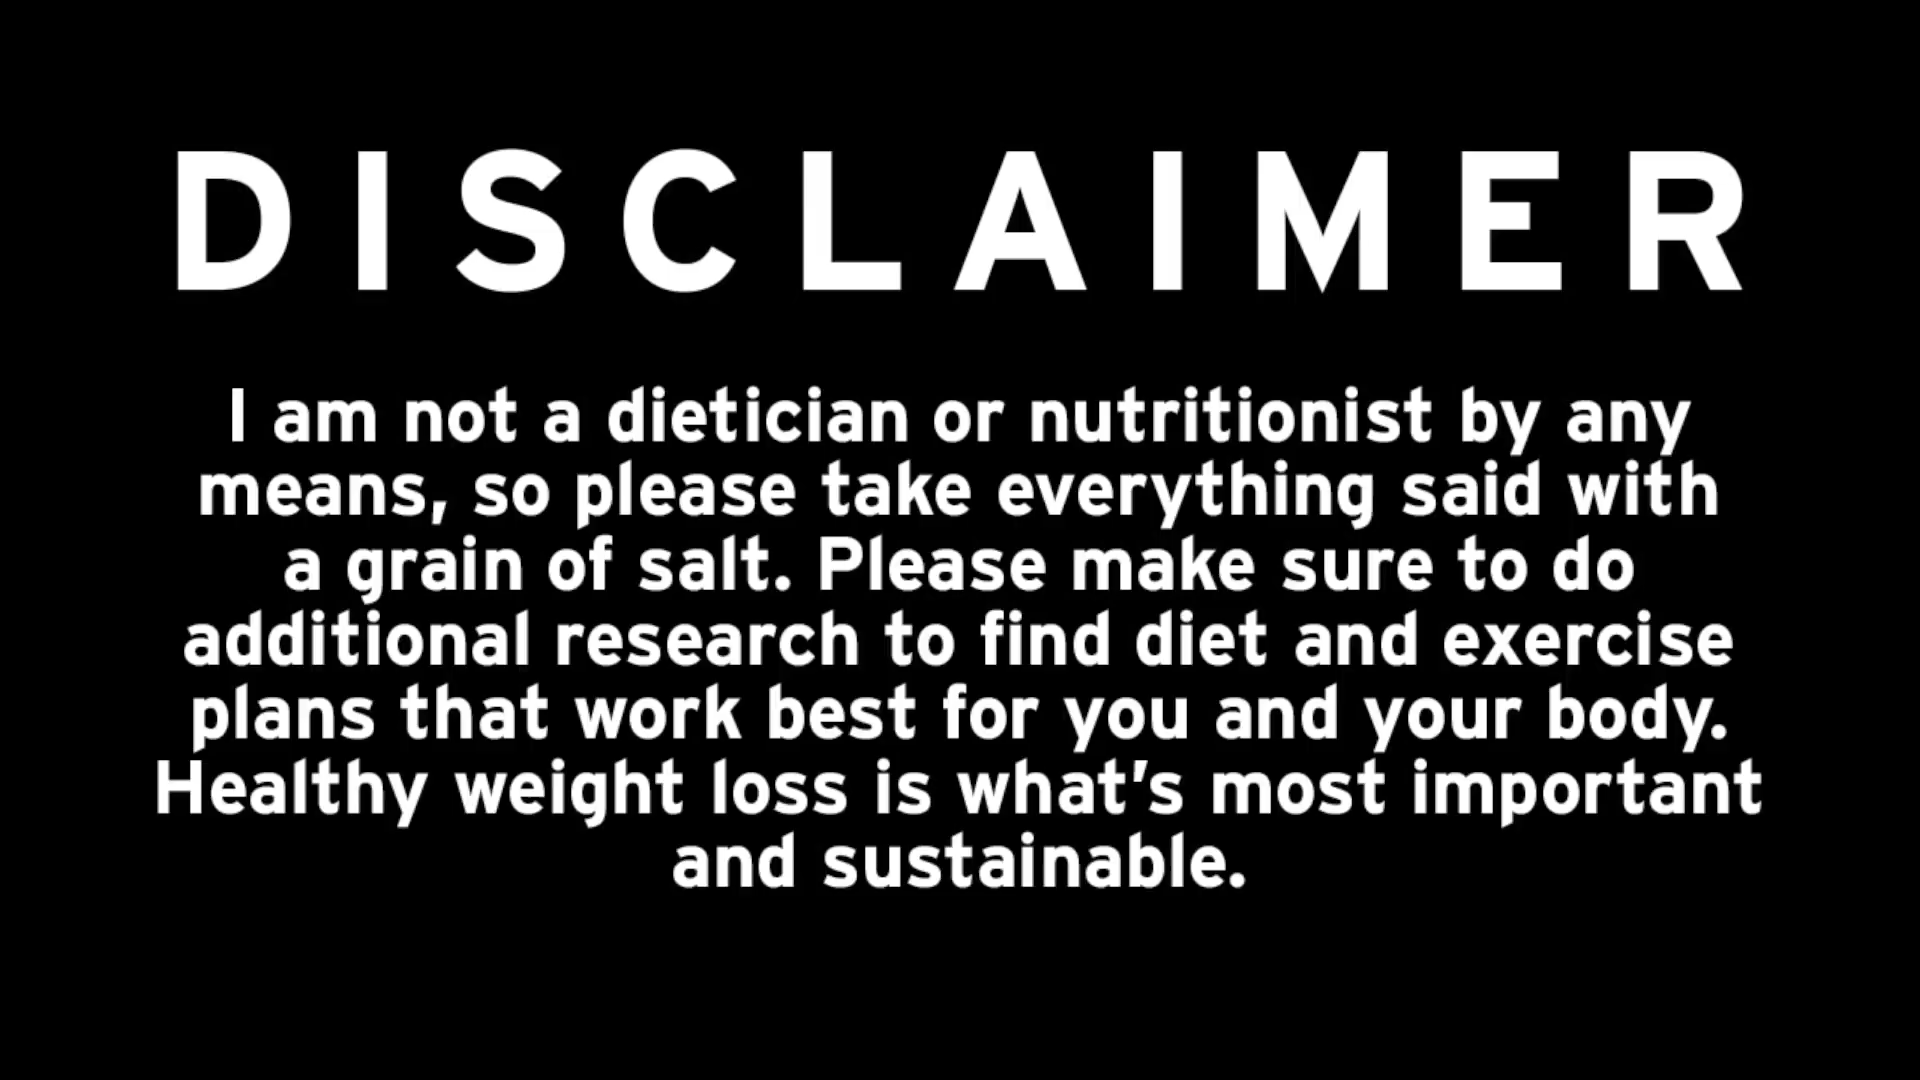 DISCLAIMER
I am not a dietician or nutritionist by any
means, so please take everything said with
a grain of salt. Please make sure to do
additional research to find diet and exercise
plans that work best for you and your body.
Healthy weight loss is what's most important
and sustainable.